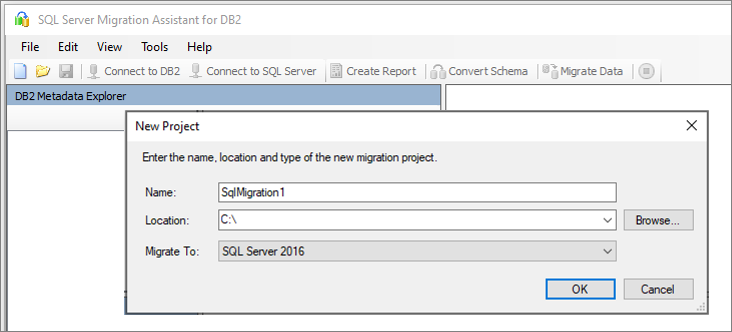 SQL Server Migration Assistant for DB2
File Edit View Tools Help
Connect to DB2 Connect to SQL Server Create Report Convert Schema Migrate Data
DB2 Metadata Explorer
New Project
Enter the name, location and type of the new migration project.
Name: SqlMigration1
Location: C:\ Browse...
Migrate To: SQL Server 2016
OK Cancel